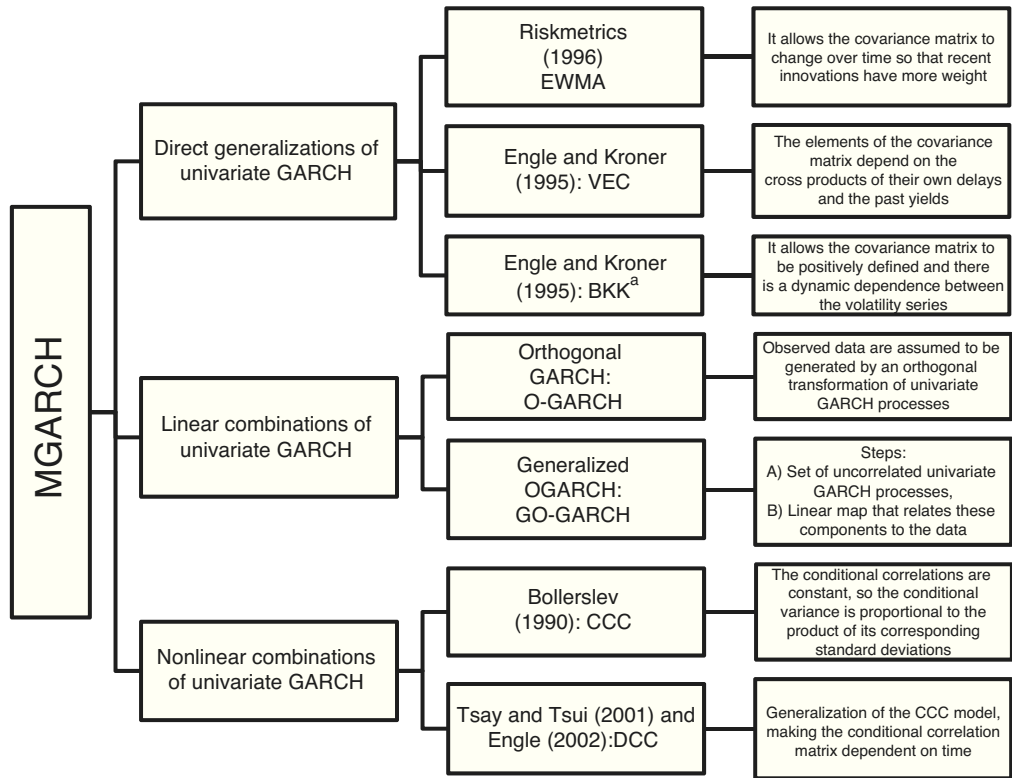 MGARCH
Direct generalizations of
univariate GARCH
Riskmetrics
(1996)
EWMA
It allows the covariance matrix to
change over time so that recent
innovations have more weight
Engle and Kroner
(1995): VEC
The elements of the covariance
matrix depend on the
cross products of their own delays
and the past yields
Engle and Kroner
(1995): BKKa
It allows the covariance matrix to
be positively defined and there
is a dynamic dependence between
the volatility series
Linear combinations of
univariate GARCH
Orthogonal
GARCH:
O-GARCH
Observed data are assumed to be
generated by an orthogonal
transformation of univariate
GARCH processes
Generalized
OGARCH:
GO-GARCH
Steps:
A) Set of uncorrelated univariate
GARCH processes,
B) Linear map that relates these
components to the data
Nonlinear combinations
of univariate GARCH
Bollerslev
(1990): CCC
The conditional correlations are
constant, so the conditional
variance is proportional to the
product of its corresponding
standard deviations
Tsay and Tsui (2001) and
Engle (2002):DCC
Generalization of the CCC model,
making the conditional correlation
matrix dependent on time